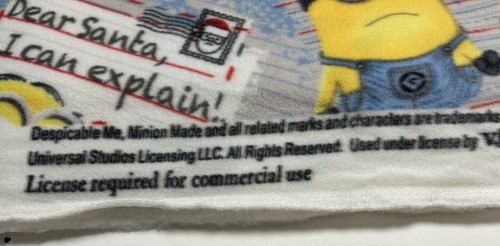 Dear Santa,
I can explain!
Despicable Me, Minion Made and all related marks and characters are trademarks
Universal Studios Licensing LLC. All Rights Reserved. Used under license by
License required for commercial use